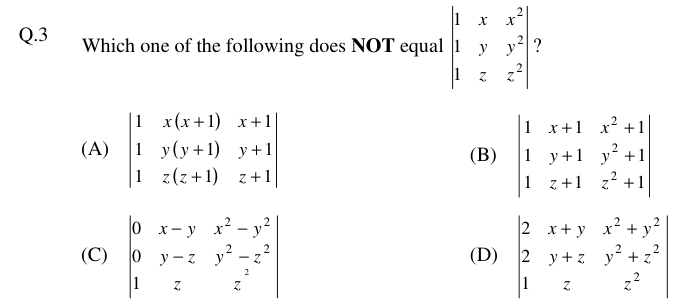 Q.3 Which one of the following does NOT equal |1 x x²; 1 y y²; 1 z z²| ?
(A) |1 x(x+1) x+1; 1 y(y+1) y+1; 1 z(z+1) z+1|
(B) |1 x+1 x²+1; 1 y+1 y²+1; 1 z+1 z²+1|
(C) |0 x−y x²−y²; 0 y−z y²−z²; 1 z z²|
(D) |2 x+y x²+y²; 2 y+z y²+z²; 1 z z²|